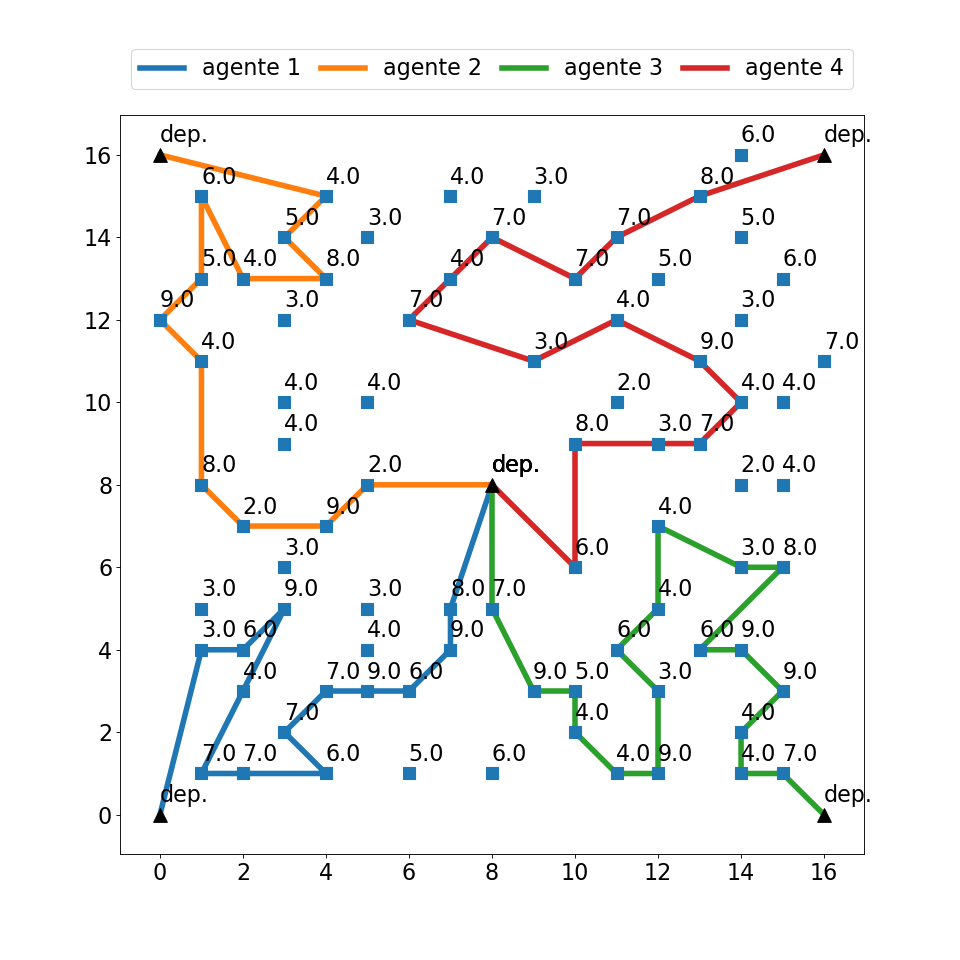 agente 1 agente 2 agente 3 agente 4
6.0
dep. dep.
16
6.0 4.0 4.0 3.0 8.0
5.0 3.0 7.0 7.0 5.0
14
5.0 4.0 8.0 4.0 7.0 5.0 6.0
9.0 3.0 7.0 4.0 3.0
12
4.0 3.0 9.0 7.0
4.0 4.0 2.0 4.0 4.0
10
4.0 8.0 3.0 7.0
8.0 2.0 dep. 2.0 4.0
8
2.0 9.0 4.0
3.0 6.0 3.0 8.0
6
3.0 9.0 3.0 8.0 7.0 4.0
3.0 6.0 4.0 9.0 6.0 6.0 9.0
4
4.0 7.0 9.0 6.0 9.0 5.0 3.0 9.0
7.0 4.0 4.0
2
7.0 7.0 6.0 5.0 6.0 4.0 9.0 4.0 7.0
dep. dep.
0
0 2 4 6 8 10 12 14 16